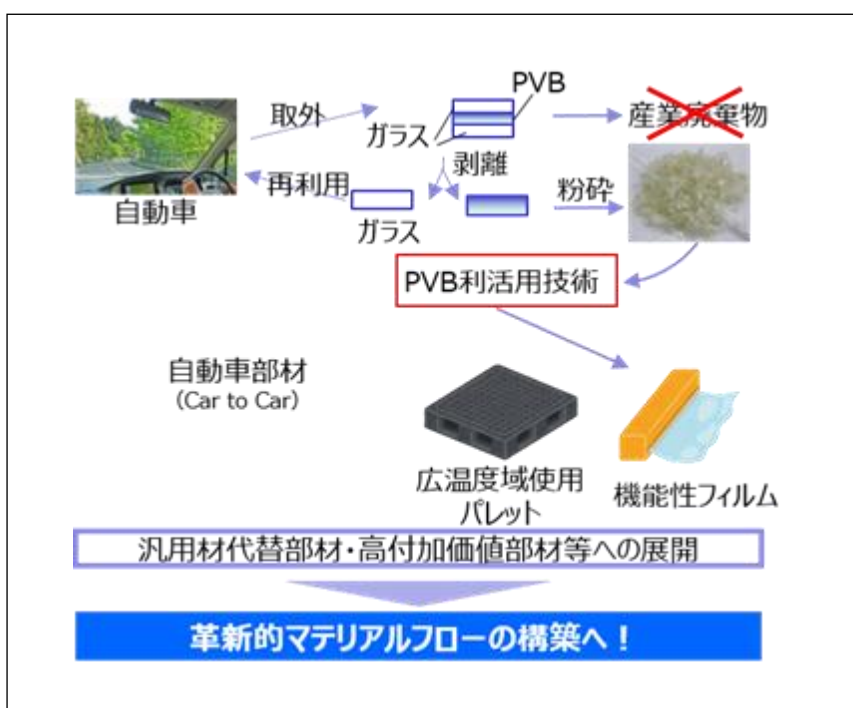 PVB
取外
ガラス
産業廃棄物
剥離
再利用
粉砕
自動車
ガラス
PVB利活用技術
自動車部材
(Car to Car)
広温度域使用
パレット
機能性フィルム
汎用材代替部材・高付加価値部材等への展開
革新的マテリアルフローの構築へ！